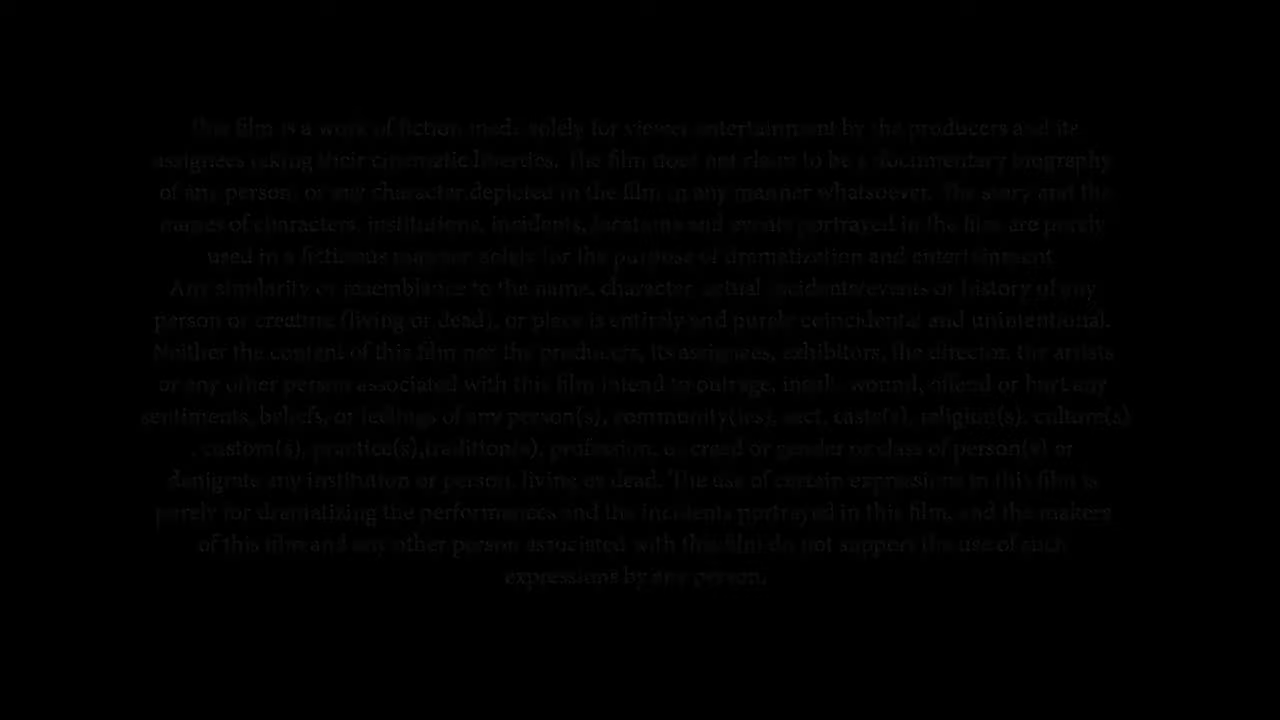 This film is a work of fiction made solely for viewer entertainment by the producers and its
assignees taking their cinematic liberties. The film does not claim to be a documentary/biography
of any person, or any character depicted in the film in any manner whatsoever. The story and the
names of characters, institutions, incidents, locations and events portrayed in the film are purely
used in a fictious manner solely for the purpose of dramatization and entertainment.
Any similarity or resemblance to the name, character, actual incidents/events or history of any
person or creature (living or dead), or place is entirely and purely coincidental and unintentional.
Neither the content of this film nor the producers, its assignees, exhibitors, the director, the artists
or any other person associated with this film intend to outrage, insult, wound, offend or hurt any
sentiments, beliefs, or feelings of any person(s), community(ies), sect, caste(s), religion(s), culture(s)
, custom(s), practice(s),tradition(s), profession, or creed or gender or class of person(s) or
denigrate any institution or person, living or dead. The use of certain expressions in this film is
purely for dramatizing the performances and the incidents portrayed in this film, and the makers
of this film and any other person associated with this film do not support the use of such
expressions by any person.